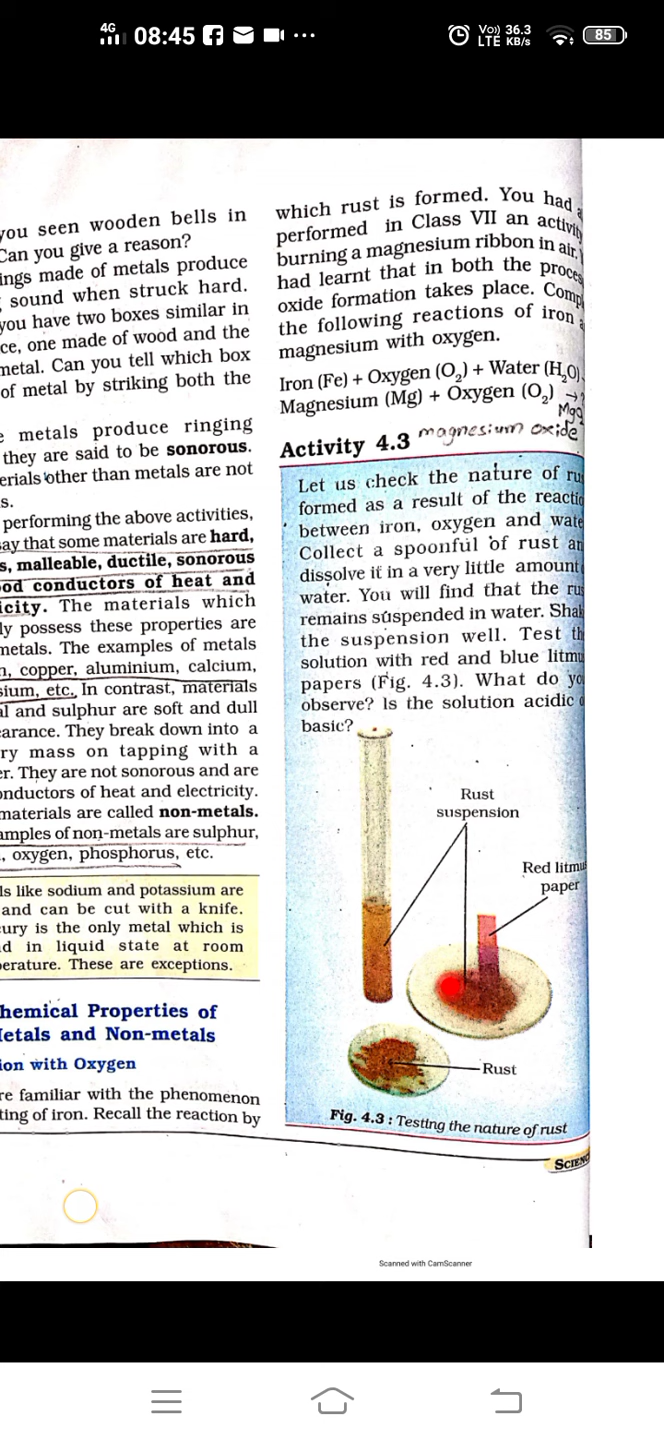 4G 08:45 ... Vo)) LTE 36.3 KB/s 85
you seen wooden bells in
Can you give a reason?
ings made of metals produce
sound when struck hard.
you have two boxes similar in
ce, one made of wood and the
metal. Can you tell which box
of metal by striking both the
metals produce ringing
they are said to be sonorous.
erials other than metals are not
s.
performing the above activities,
say that some materials are hard,
s, malleable, ductile, sonorous
od conductors of heat and
icity. The materials which
ly possess these properties are
metals. The examples of metals
n, copper, aluminium, calcium,
sium, etc. In contrast, materials
al and sulphur are soft and dull
earance. They break down into a
ry mass on tapping with a
er. They are not sonorous and are
onductors of heat and electricity.
materials are called non-metals.
amples of non-metals are sulphur,
, oxygen, phosphorus, etc.
ls like sodium and potassium are
and can be cut with a knife.
cury is the only metal which is
d in liquid state at room
perature. These are exceptions.
hemical Properties of
etals and Non-metals
ion with Oxygen
re familiar with the phenomenon
ting of iron. Recall the reaction by
which rust is formed. You had a
performed in Class VII an activity
burning a magnesium ribbon in air.
had learnt that in both the proces
oxide formation takes place. Comp
the following reactions of iron a
magnesium with oxygen.
Iron (Fe) + Oxygen (O₂) + Water (H₂O)
Magnesium (Mg) + Oxygen (O₂) →
magnesium oxide
Activity 4.3
Let us check the nature of rus
formed as a result of the reactio
between iron, oxygen and wate
Collect a spoonful of rust an
dissolve it in a very little amount
water. You will find that the rus
remains suspended in water. Shak
the suspension well. Test th
solution with red and blue litmu
papers (Fig. 4.3). What do yo
observe? Is the solution acidic o
basic?
Rust
suspension
Red litmus
paper
Rust
Fig. 4.3 : Testing the nature of rust
SCIENC
Scanned with CamScanner